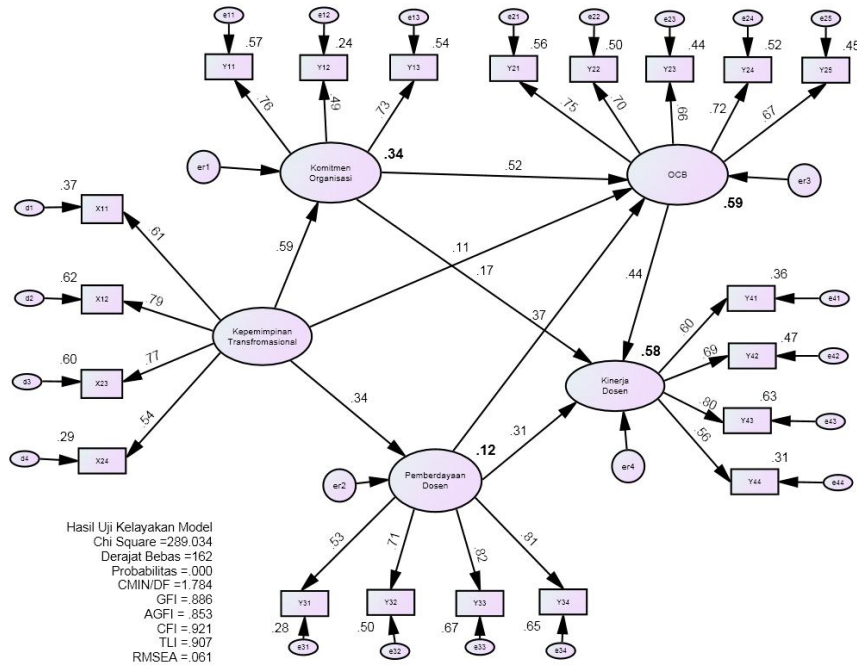 e11
e12
e13
e21
e22
e23
e24
e25
.57
.24
.54
.56
.50
.44
.52
.45
Y11
Y12
Y13
Y21
Y22
Y23
Y24
Y25
.76
.49
.73
.75
.70
.66
.72
.67
er1
Komitmen
Organisasi
.34
.52
OCB
er3
.59
.37
d1
X11
.61
.59
.11
.17
.44
.62
d2
X12
.79
Kepemimpinan
Transfromasional
.37
.36
Y41
e41
.60
.58
.47
Y42
e42
.69
.60
d3
X23
.77
Kinerja
Dosen
.63
Y43
e43
.80
.54
.34
.31
.56
.29
d4
X24
.31
Y44
e44
er4
.12
er2
Pemberdayaan
Dosen
.53
.71
.82
.81
Y31
Y32
Y33
Y34
.28
.50
.67
.65
e31
e32
e33
e34
Hasil Uji Kelayakan Model
Chi Square =289.034
Derajat Bebas =162
Probabilitas =.000
CMIN/DF =1.784
GFI =.886
AGFI =.853
CFI =.921
TLI =.907
RMSEA =.061